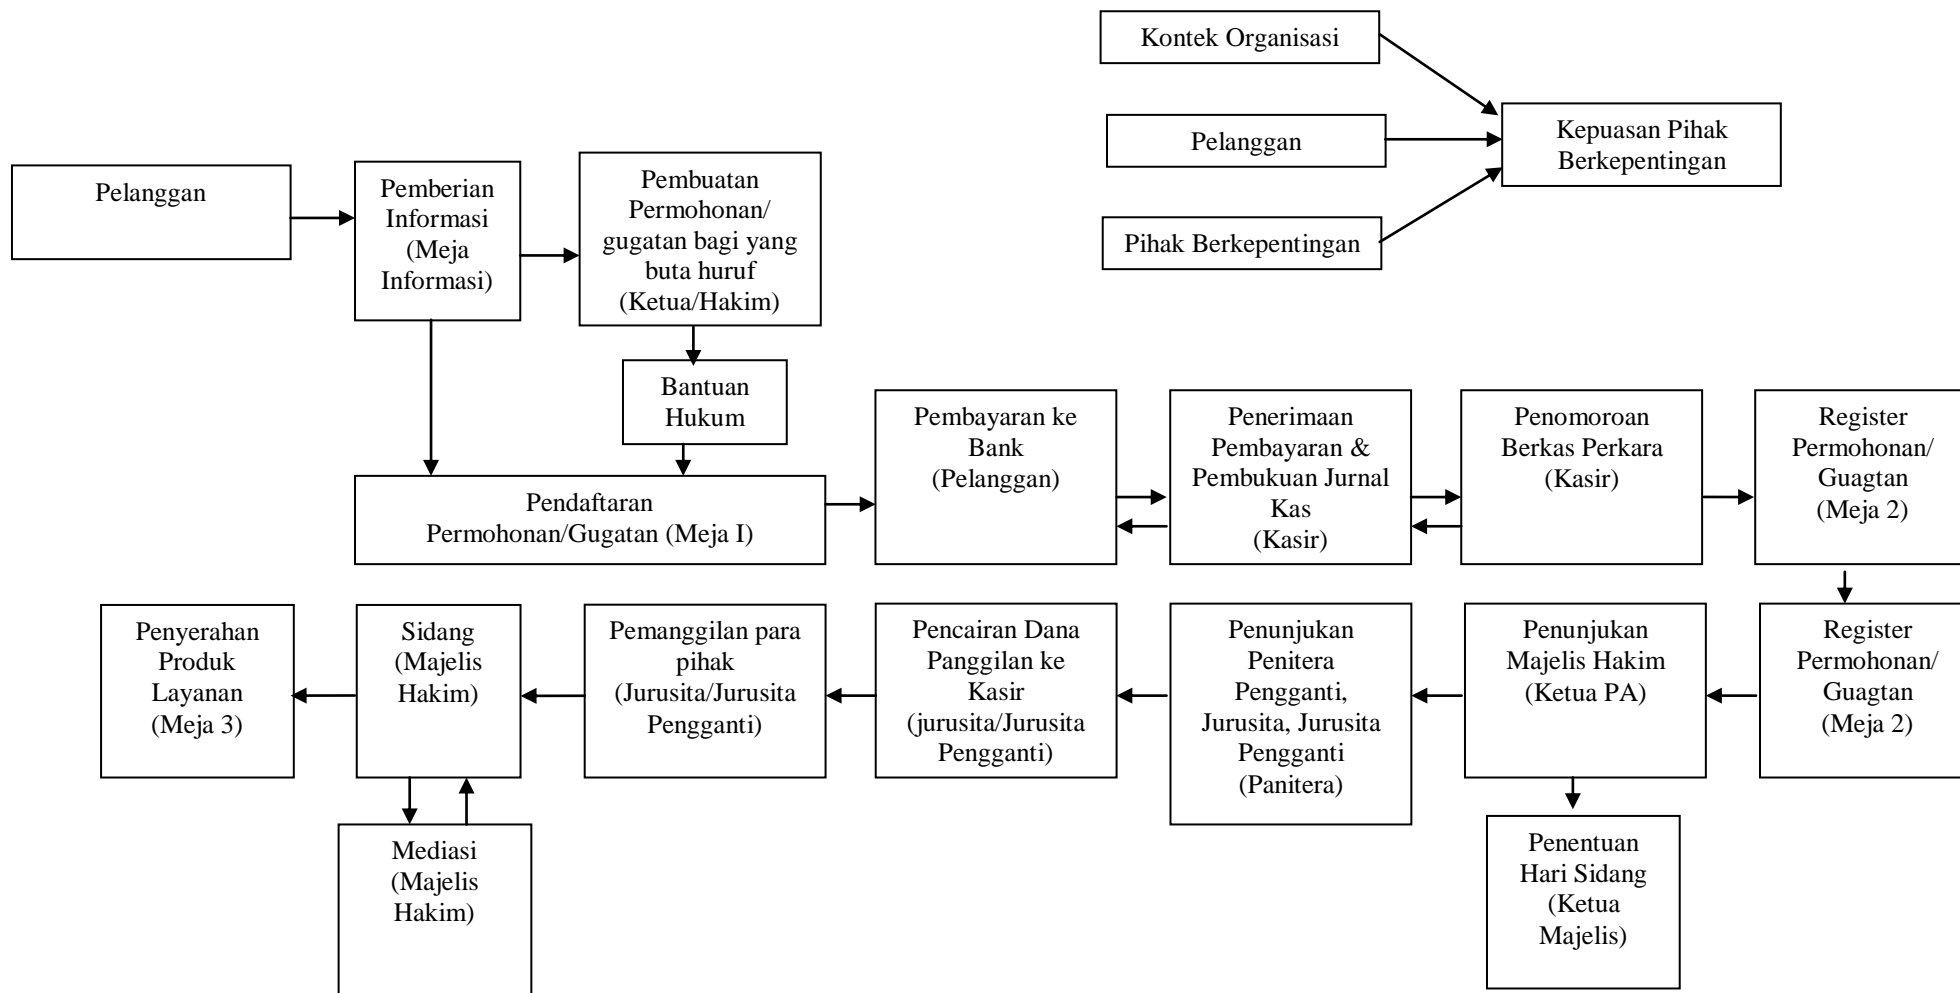 Kontek Organisasi
Pelanggan
Pihak Berkepentingan
Kepuasan Pihak
Berkepentingan
Pelanggan
Pemberian
Informasi
(Meja
Informasi)
Pembuatan
Permohonan/
gugatan bagi yang
buta huruf
(Ketua/Hakim)
Bantuan
Hukum
Pendaftaran
Permohonan/Gugatan (Meja I)
Pembayaran ke
Bank
(Pelanggan)
Penerimaan
Pembayaran &
Pembukuan Jurnal
Kas
(Kasir)
Penomoroan
Berkas Perkara
(Kasir)
Register
Permohonan/
Guagtan
(Meja 2)
Register
Permohonan/
Guagtan
(Meja 2)
Penunjukan
Majelis Hakim
(Ketua PA)
Penentuan
Hari Sidang
(Ketua
Majelis)
Penunjukan
Penitera
Pengganti,
Jurusita, Jurusita
Pengganti
(Panitera)
Pencairan Dana
Panggilan ke
Kasir
(jurusita/Jurusita
Pengganti)
Pemanggilan para
pihak
(Jurusita/Jurusita
Pengganti)
Sidang
(Majelis
Hakim)
Mediasi
(Majelis
Hakim)
Penyerahan
Produk
Layanan
(Meja 3)